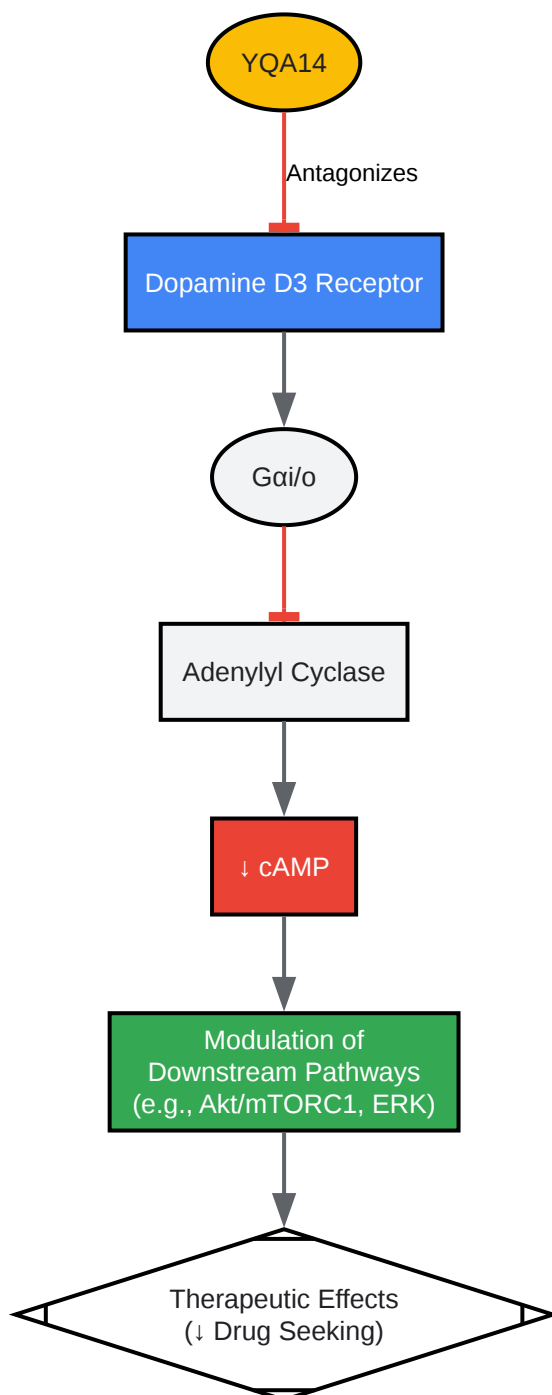 YQA14
Antagonizes
Dopamine D3 Receptor
Gαi/o
Adenylyl Cyclase
↓ cAMP
Modulation of
Downstream Pathways
(e.g., Akt/mTORC1, ERK)
Therapeutic Effects
(↓ Drug Seeking)